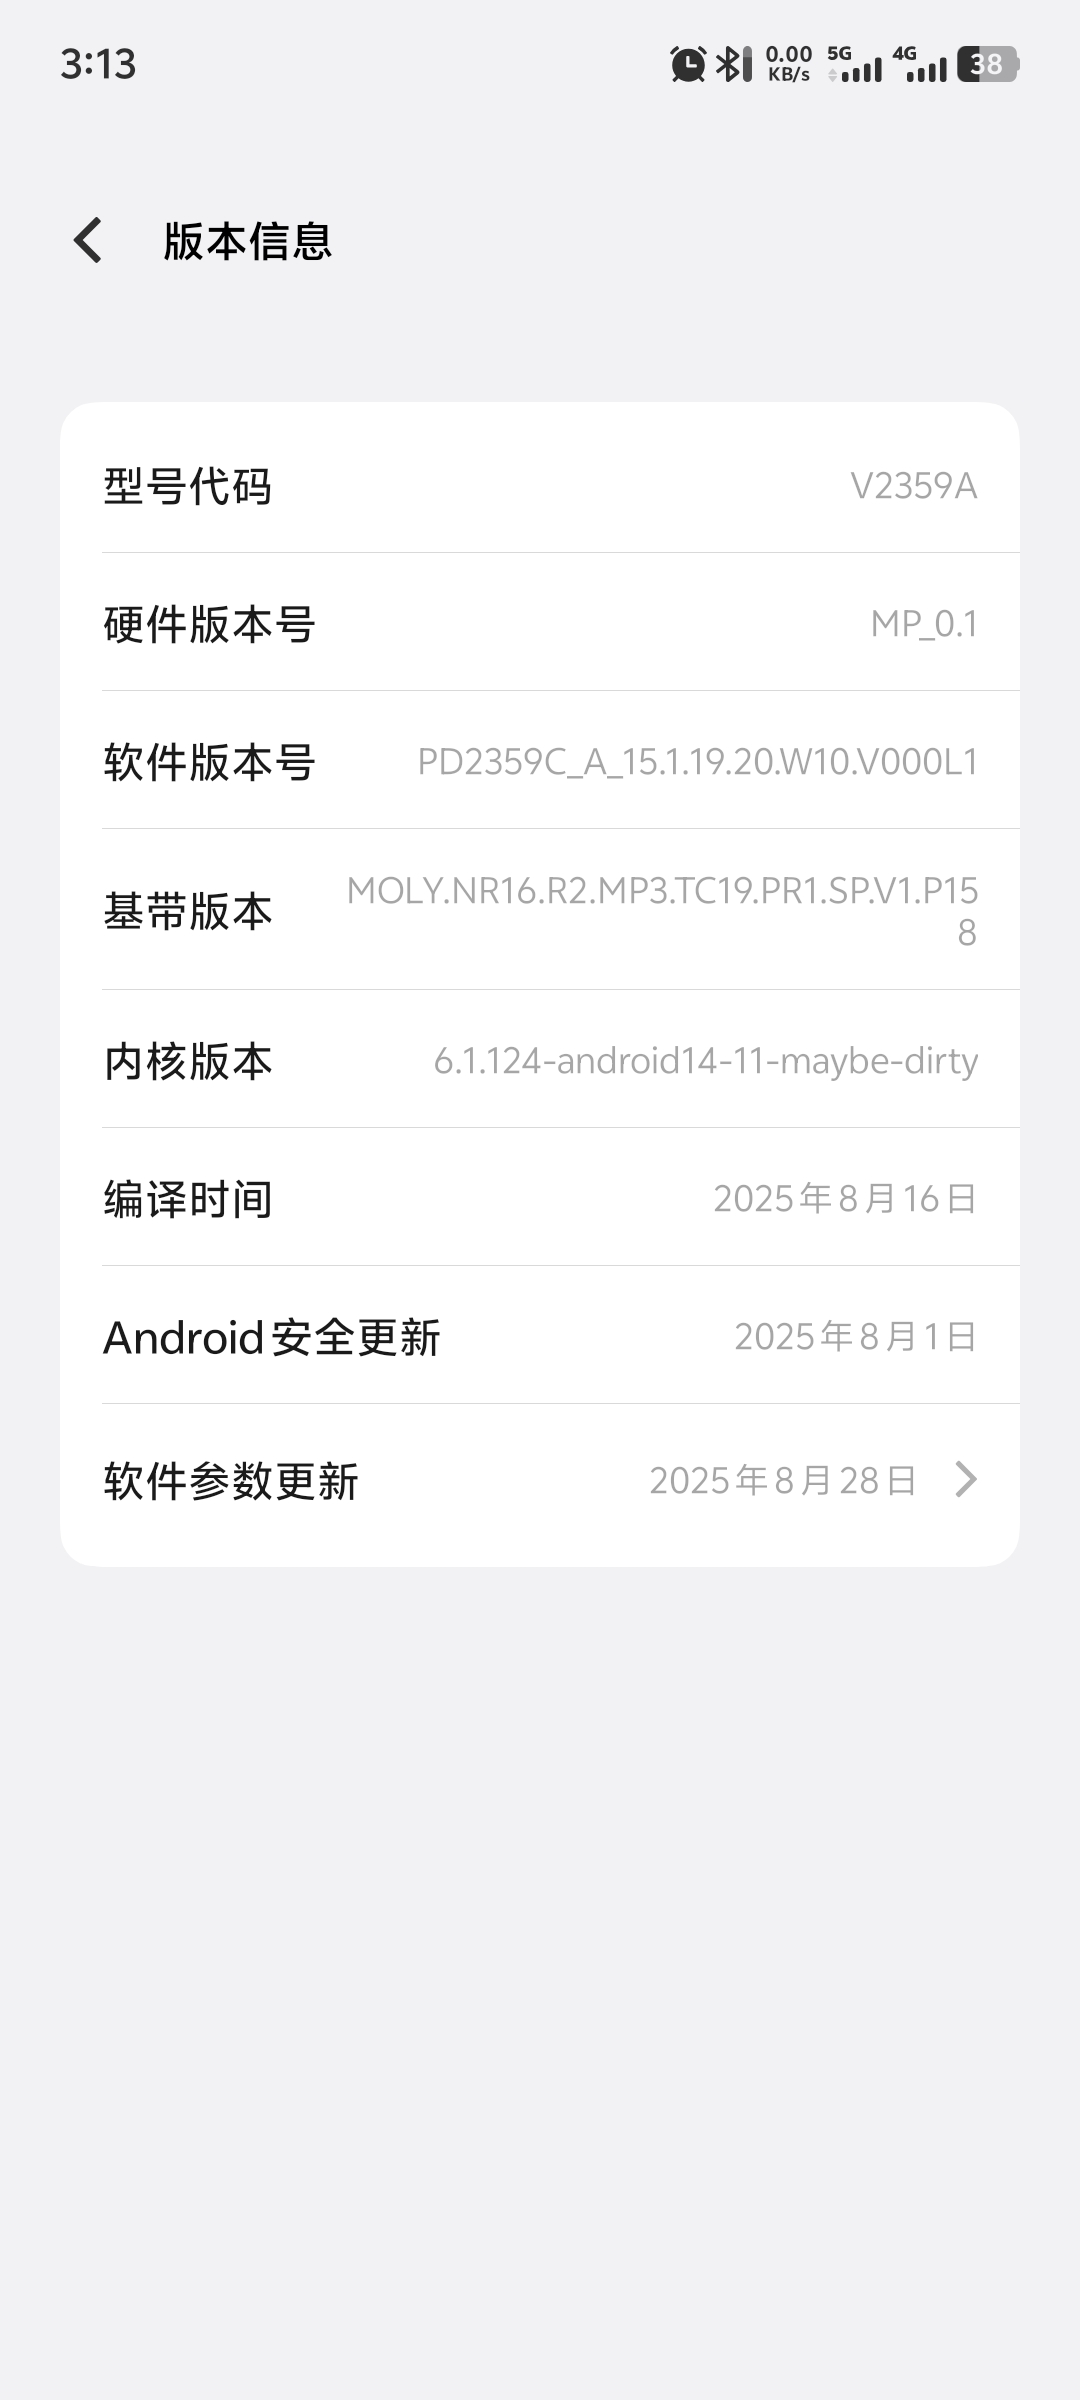 3:13
0.00
KB/s
5G
4G
38
版本信息
型号代码 V2359A
硬件版本号 MP_0.1
软件版本号 PD2359C_A_15.1.19.20.W10.V000L1
基带版本 MOLY.NR16.R2.MP3.TC19.PR1.SP.V1.P15
8
内核版本 6.1.124-android14-11-maybe-dirty
编译时间 2025年8月16日
Android安全更新 2025年8月1日
软件参数更新 2025年8月28日